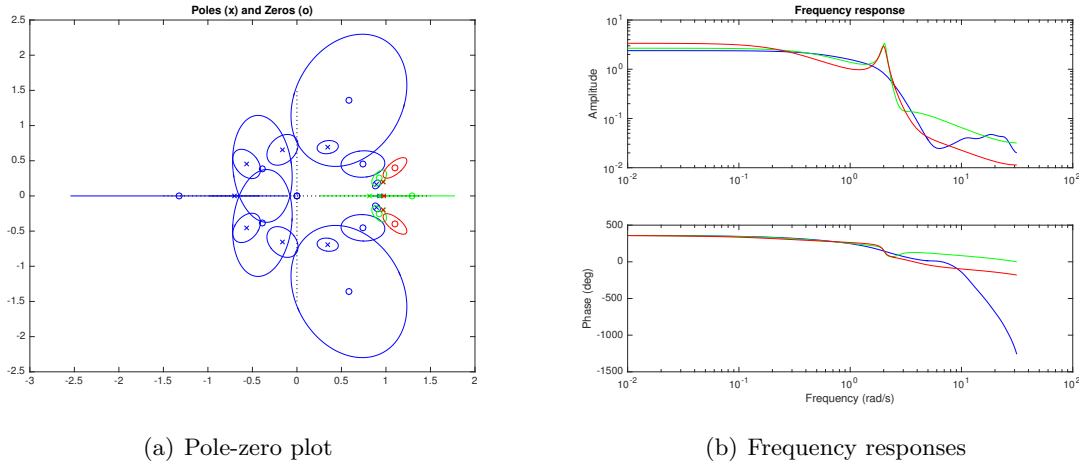 Poles (x) and Zeros (o)
2.5
2
1.5
1
0.5
0
-0.5
-1
-1.5
-2
-2.5
-3 -2.5 -2 -1.5 -1 -0.5 0 0.5 1 1.5 2
(a) Pole-zero plot
Frequency response
Amplitude
10^1
10^0
10^-1
10^-2
10^-2 10^-1 10^0 10^1 10^2
Phase (deg)
500
0
-500
-1000
-1500
10^-2 10^-1 10^0 10^1 10^2
Frequency (rad/s)
(b) Frequency responses